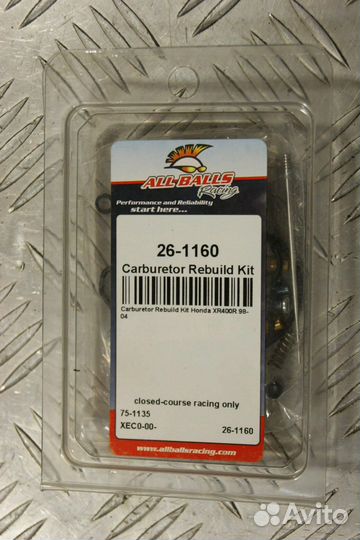 ALL BALLS
Racing
Performance and Reliability
start here...
26-1160
Carburetor Rebuild Kit
Carburetor Rebuild Kit Honda XR400R 98-
04
closed-course racing only
75-1135
XEC0-00-
26-1160
www.allballsracing.com
Avito